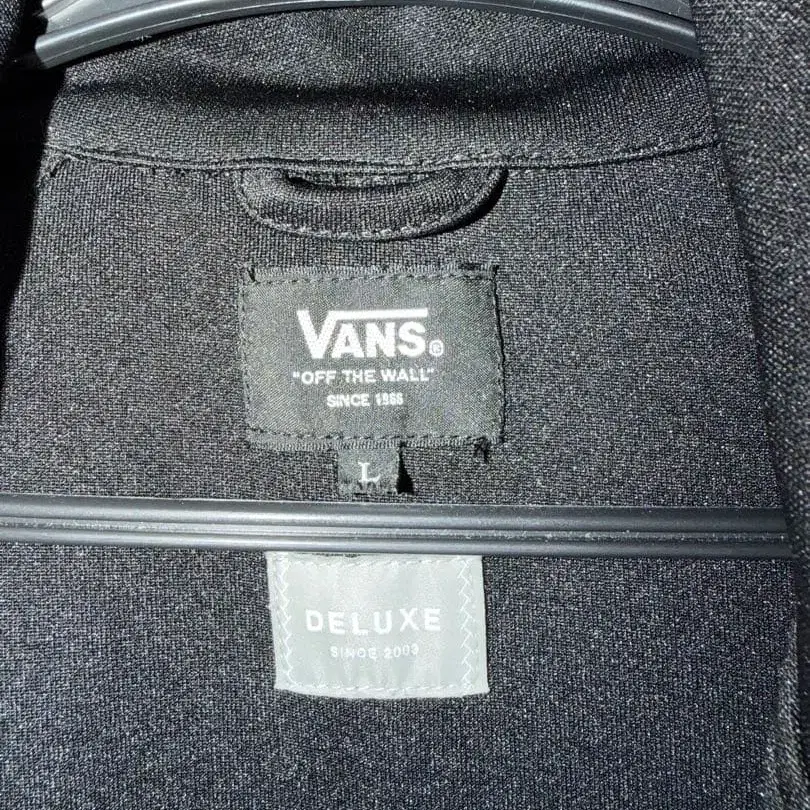 VANS®
"OFF THE WALL"
SINCE 1966
L
DELUXE
SINCE 2003